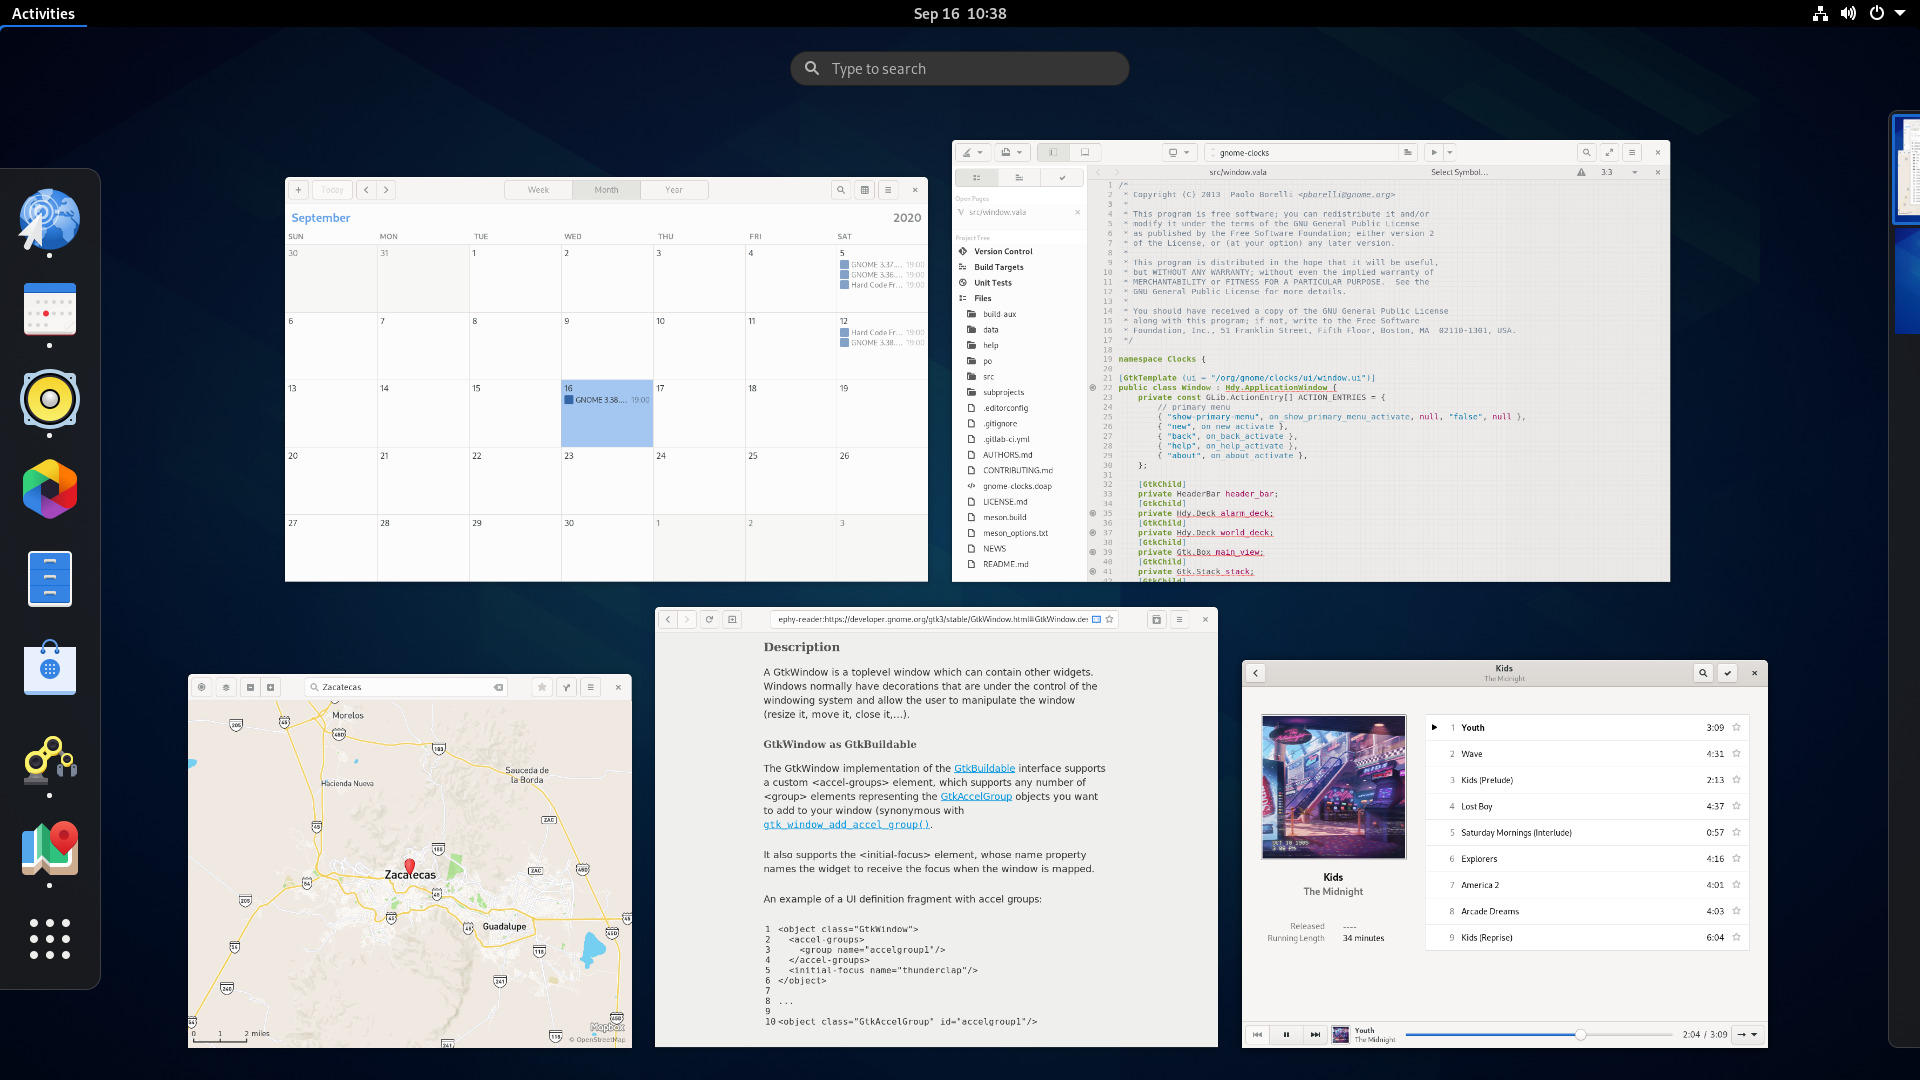 Activities
Sep 16 10:38
Type to search
Today
Week
Month
Year
September
2020
SUN MON TUE WED THU FRI SAT
30 31 1 2 3 4 5
GNOME 3.37.... 19:00
GNOME 3.36.... 19:00
Hard Code Fr... 19:00
6 7 8 9 10 11 12
Hard Code Fr... 19:00
GNOME 3.38.... 19:00
13 14 15 16 17 18 19
GNOME 3.38.... 19:00
20 21 22 23 24 25 26
27 28 29 30 1 2 3
gnome-clocks
src/window.vala
Select Symbol...
3:3
Open Pages
src/window.vala
Project Tree
Version Control
Build Targets
Unit Tests
Files
build-aux
data
help
po
src
subprojects
.editorconfig
.gitignore
.gitlab-ci.yml
AUTHORS.md
CONTRIBUTING.md
gnome-clocks.doap
LICENSE.md
meson.build
meson_options.txt
NEWS
README.md
1 /*
2 * Copyright (C) 2013 Paolo Borelli <pborelli@gnome.org>
3 *
4 * This program is free software; you can redistribute it and/or
5 * modify it under the terms of the GNU General Public License
6 * as published by the Free Software Foundation; either version 2
7 * of the License, or (at your option) any later version.
8 *
9 * This program is distributed in the hope that it will be useful,
10 * but WITHOUT ANY WARRANTY; without even the implied warranty of
11 * MERCHANTABILITY or FITNESS FOR A PARTICULAR PURPOSE. See the
12 * GNU General Public License for more details.
13 *
14 * You should have received a copy of the GNU General Public License
15 * along with this program; if not, write to the Free Software
16 * Foundation, Inc., 51 Franklin Street, Fifth Floor, Boston, MA 02110-1301, USA.
17 */
18
19 namespace Clocks {
20
21 [GtkTemplate (ui = "/org/gnome/clocks/ui/window.ui")]
22 public class Window : Hdy.ApplicationWindow {
23 private const GLib.ActionEntry[] ACTION_ENTRIES = {
24 // primary menu
25 { "show-primary-menu", on_show_primary_menu_activate, null, "false", null },
26 { "new", on_new_activate },
27 { "back", on_back_activate },
28 { "help", on_help_activate },
29 { "about", on_about_activate },
30 };
31
32 [GtkChild]
33 private HeaderBar header_bar;
34 [GtkChild]
35 private Hdy.Deck alarm_deck;
36 [GtkChild]
37 private Hdy.Deck world_deck;
38 [GtkChild]
39 private Gtk.Box main_view;
40 [GtkChild]
41 private Gtk.Stack stack;
42 [GtkChild]
Zacatecas
Morelos
Hacienda Nueva
Sauceda de
la Borda
Zacatecas
Guadalupe
0 1 2 miles
Mapbox
© OpenStreetMap
ephy-reader:https://developer.gnome.org/gtk3/stable/GtkWindow.html#GtkWindow.des
Description
A GtkWindow is a toplevel window which can contain other widgets.
Windows normally have decorations that are under the control of the
windowing system and allow the user to manipulate the window
(resize it, move it, close it,...).
GtkWindow as GtkBuildable
The GtkWindow implementation of the GtkBuildable interface supports
a custom <accel-groups> element, which supports any number of
<group> elements representing the GtkAccelGroup objects you want
to add to your window (synonymous with
gtk_window_add_accel_group().
It also supports the <initial-focus> element, whose name property
names the widget to receive the focus when the window is mapped.
An example of a UI definition fragment with accel groups:
1 <object class="GtkWindow">
2 <accel-groups>
3 <group name="accelgroup1"/>
4 </accel-groups>
5 <initial-focus name="thunderclap"/>
6 </object>
7
8 ...
9
10 <object class="GtkAccelGroup" id="accelgroup1"/>
Kids
The Midnight
Kids
The Midnight
Released ----
Running Length 34 minutes
1 Youth 3:09
2 Wave 4:31
3 Kids (Prelude) 2:13
4 Lost Boy 4:37
5 Saturday Mornings (Interlude) 0:57
6 Explorers 4:16
7 America 2 4:01
8 Arcade Dreams 4:03
9 Kids (Reprise) 6:04
Youth
The Midnight
2:04 / 3:09